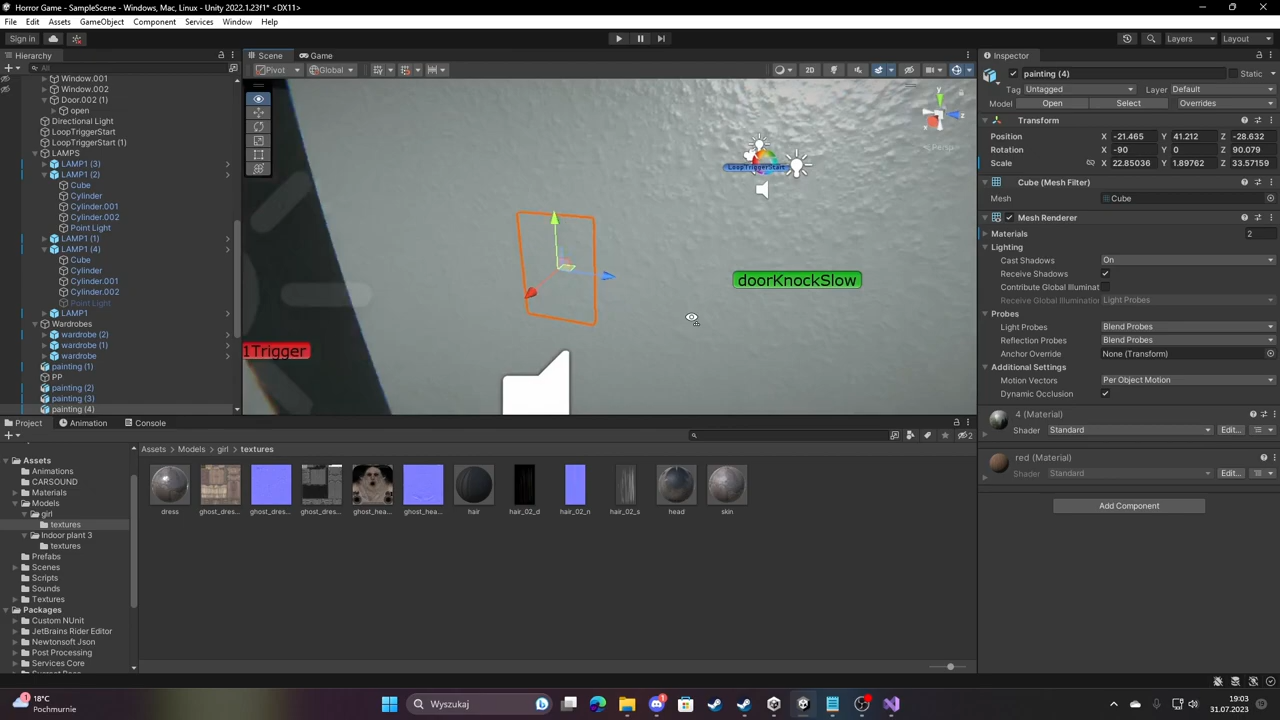 Horror Game - SampleScene - Windows, Mac, Linux - Unity 2022.1.23f1* <DX11>
File Edit Assets GameObject Component Services Window Help
Sign in
Layers
Layout
Hierarchy
All
Window.001
Window.002
Door.002 (1)
open
Directional Light
LoopTriggerStart
LoopTriggerStart (1)
LAMPS
LAMP1 (3)
LAMP1 (2)
Cube
Cylinder
Cylinder.001
Cylinder.002
Point Light
LAMP1 (1)
LAMP1 (4)
Cube
Cylinder
Cylinder.001
Cylinder.002
Point Light
LAMP1
Wardrobes
wardrobe (2)
wardrobe (1)
wardrobe
painting (1)
PP
painting (2)
painting (3)
painting (4)
Scene Game
Pivot Global
2D
y
z
Persp
LoopTriggerStart
doorKnockSlow
1Trigger
Inspector
painting (4)
Static
Tag Untagged Layer Default
Model Open Select Overrides
Transform
Position X -21.465 Y 41.212 Z -28.632
Rotation X -90 Y 0 Z 90.079
Scale X 22.85036 Y 1.89762 Z 33.57159
Cube (Mesh Filter)
Mesh Cube
Mesh Renderer
Materials 2
Lighting
Cast Shadows On
Receive Shadows
Contribute Global Illuminat
Receive Global Illumination Light Probes
Probes
Light Probes Blend Probes
Reflection Probes Blend Probes
Anchor Override None (Transform)
Additional Settings
Motion Vectors Per Object Motion
Dynamic Occlusion
4 (Material)
Shader Standard Edit...
red (Material)
Shader Standard Edit...
Add Component
Project Animation Console
2
Assets
Animations
CARSOUND
Materials
Models
girl
textures
Indoor plant 3
textures
Prefabs
Scenes
Scripts
Sounds
Textures
Packages
Custom NUnit
JetBrains Rider Editor
Newtonsoft Json
Post Processing
Services Core
Assets > Models > girl > textures
dress ghost_dres... ghost_dres... ghost_dres... ghost_hea... ghost_hea... hair hair_02_d hair_02_n hair_02_s head skin
1
18°C
Pochmurnie
Wyszukaj
1
19:03
31.07.2023